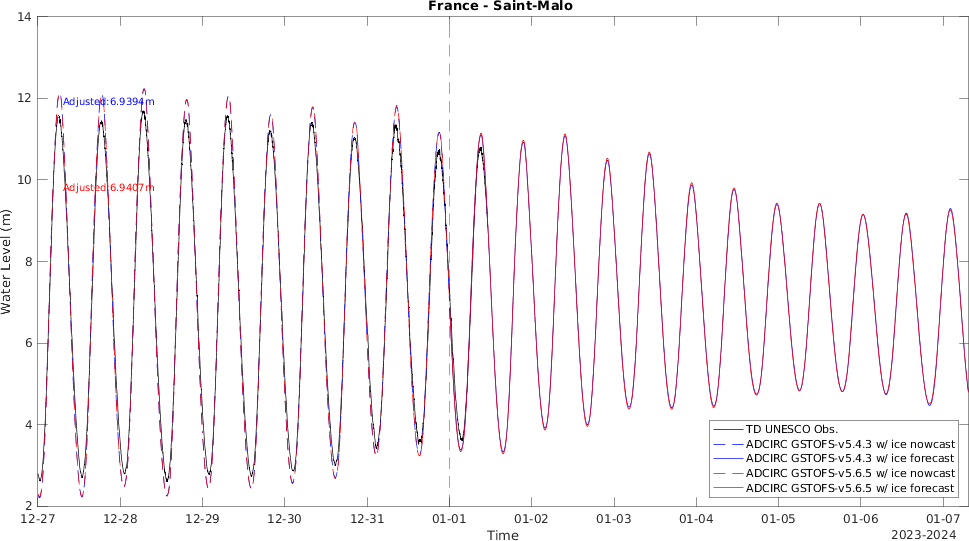 France - Saint-Malo
14
12
10
8
6
4
2
Water Level (m)
Adjusted:6.9394m
Adjusted:6.9407m
TD UNESCO Obs.
ADCIRC GSTOFS-v5.4.3 w/ ice nowcast
ADCIRC GSTOFS-v5.4.3 w/ ice forecast
ADCIRC GSTOFS-v5.6.5 w/ ice nowcast
ADCIRC GSTOFS-v5.6.5 w/ ice forecast
12-27 12-28 12-29 12-30 12-31 01-01 01-02 01-03 01-04 01-05 01-06 01-07
Time
2023-2024